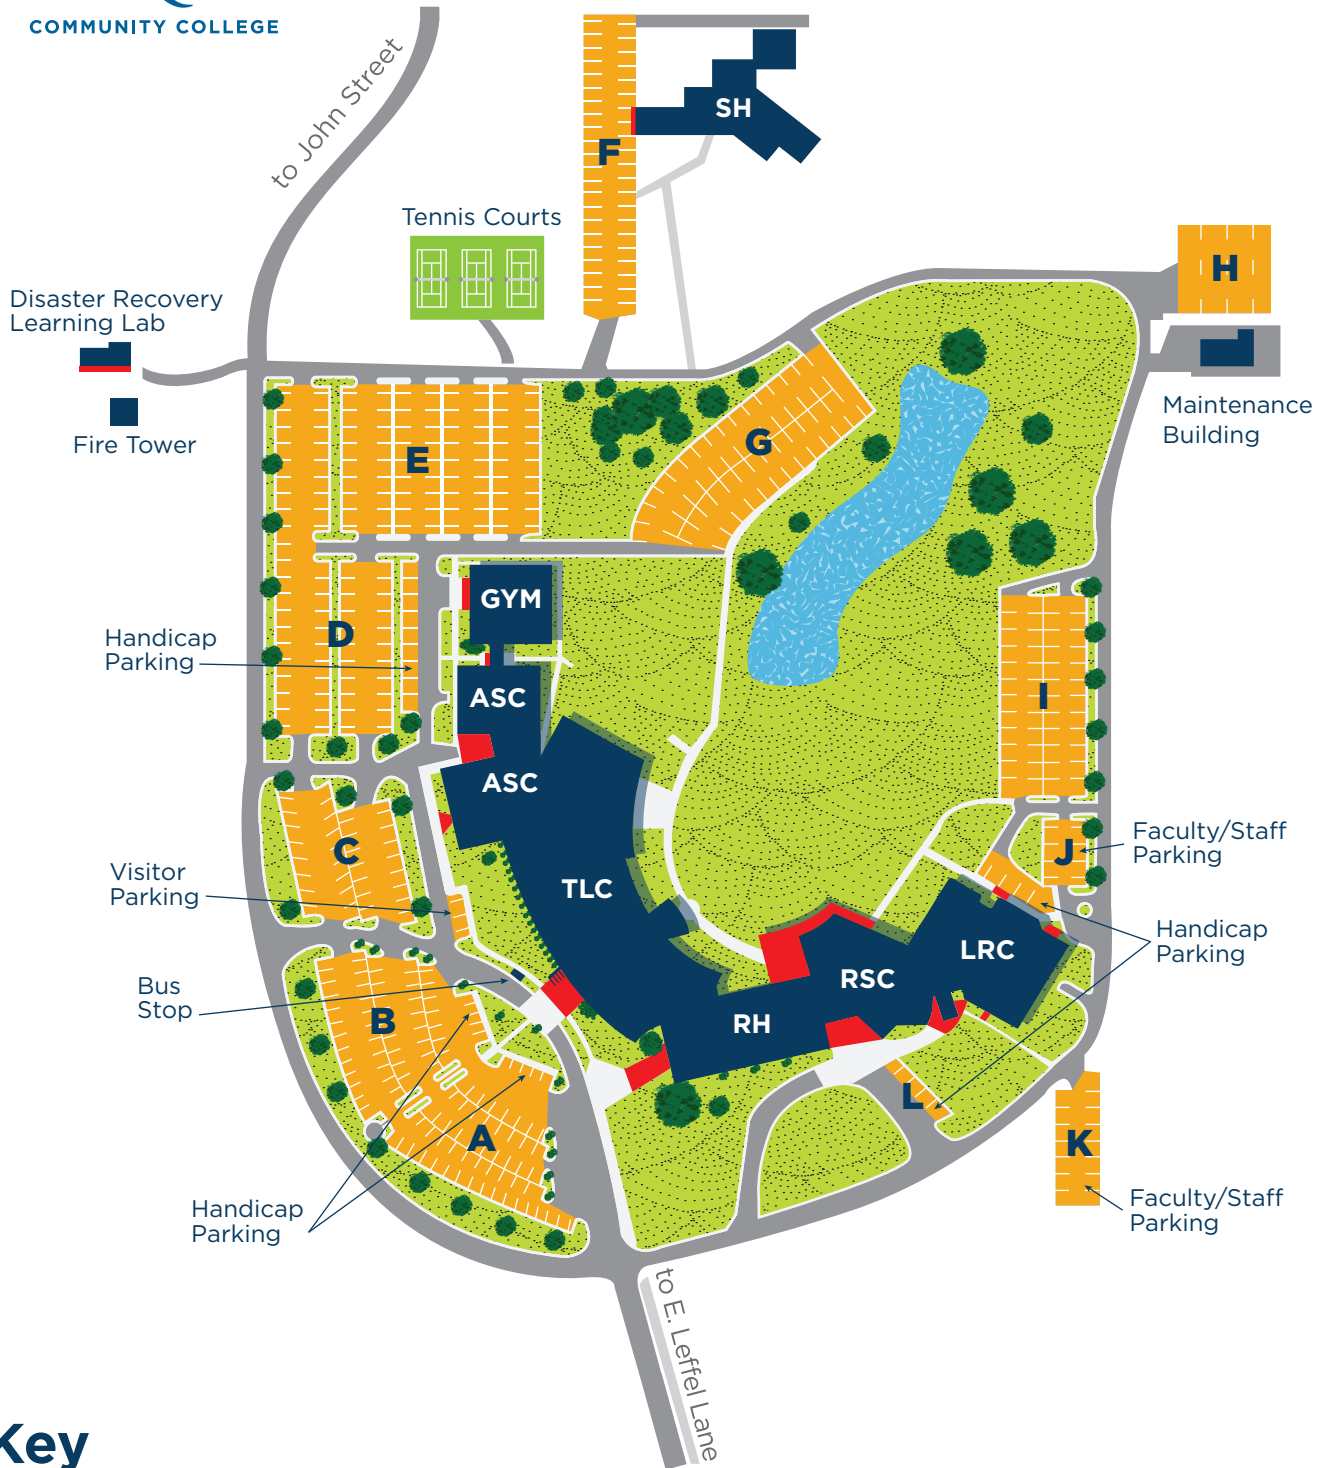 COMMUNITY COLLEGE
to John Street
SH
F
Tennis Courts
H
Disaster Recovery
Learning Lab
Maintenance
Building
Fire Tower
E
G
GYM
D
Handicap
Parking
ASC
I
ASC
C
J
Faculty/Staff
Parking
Visitor
Parking
TLC
Handicap
Parking
LRC
RSC
Bus
Stop
B
RH
L
A
K
Handicap
Parking
Faculty/Staff
Parking
to E. Leffel Lane
Key